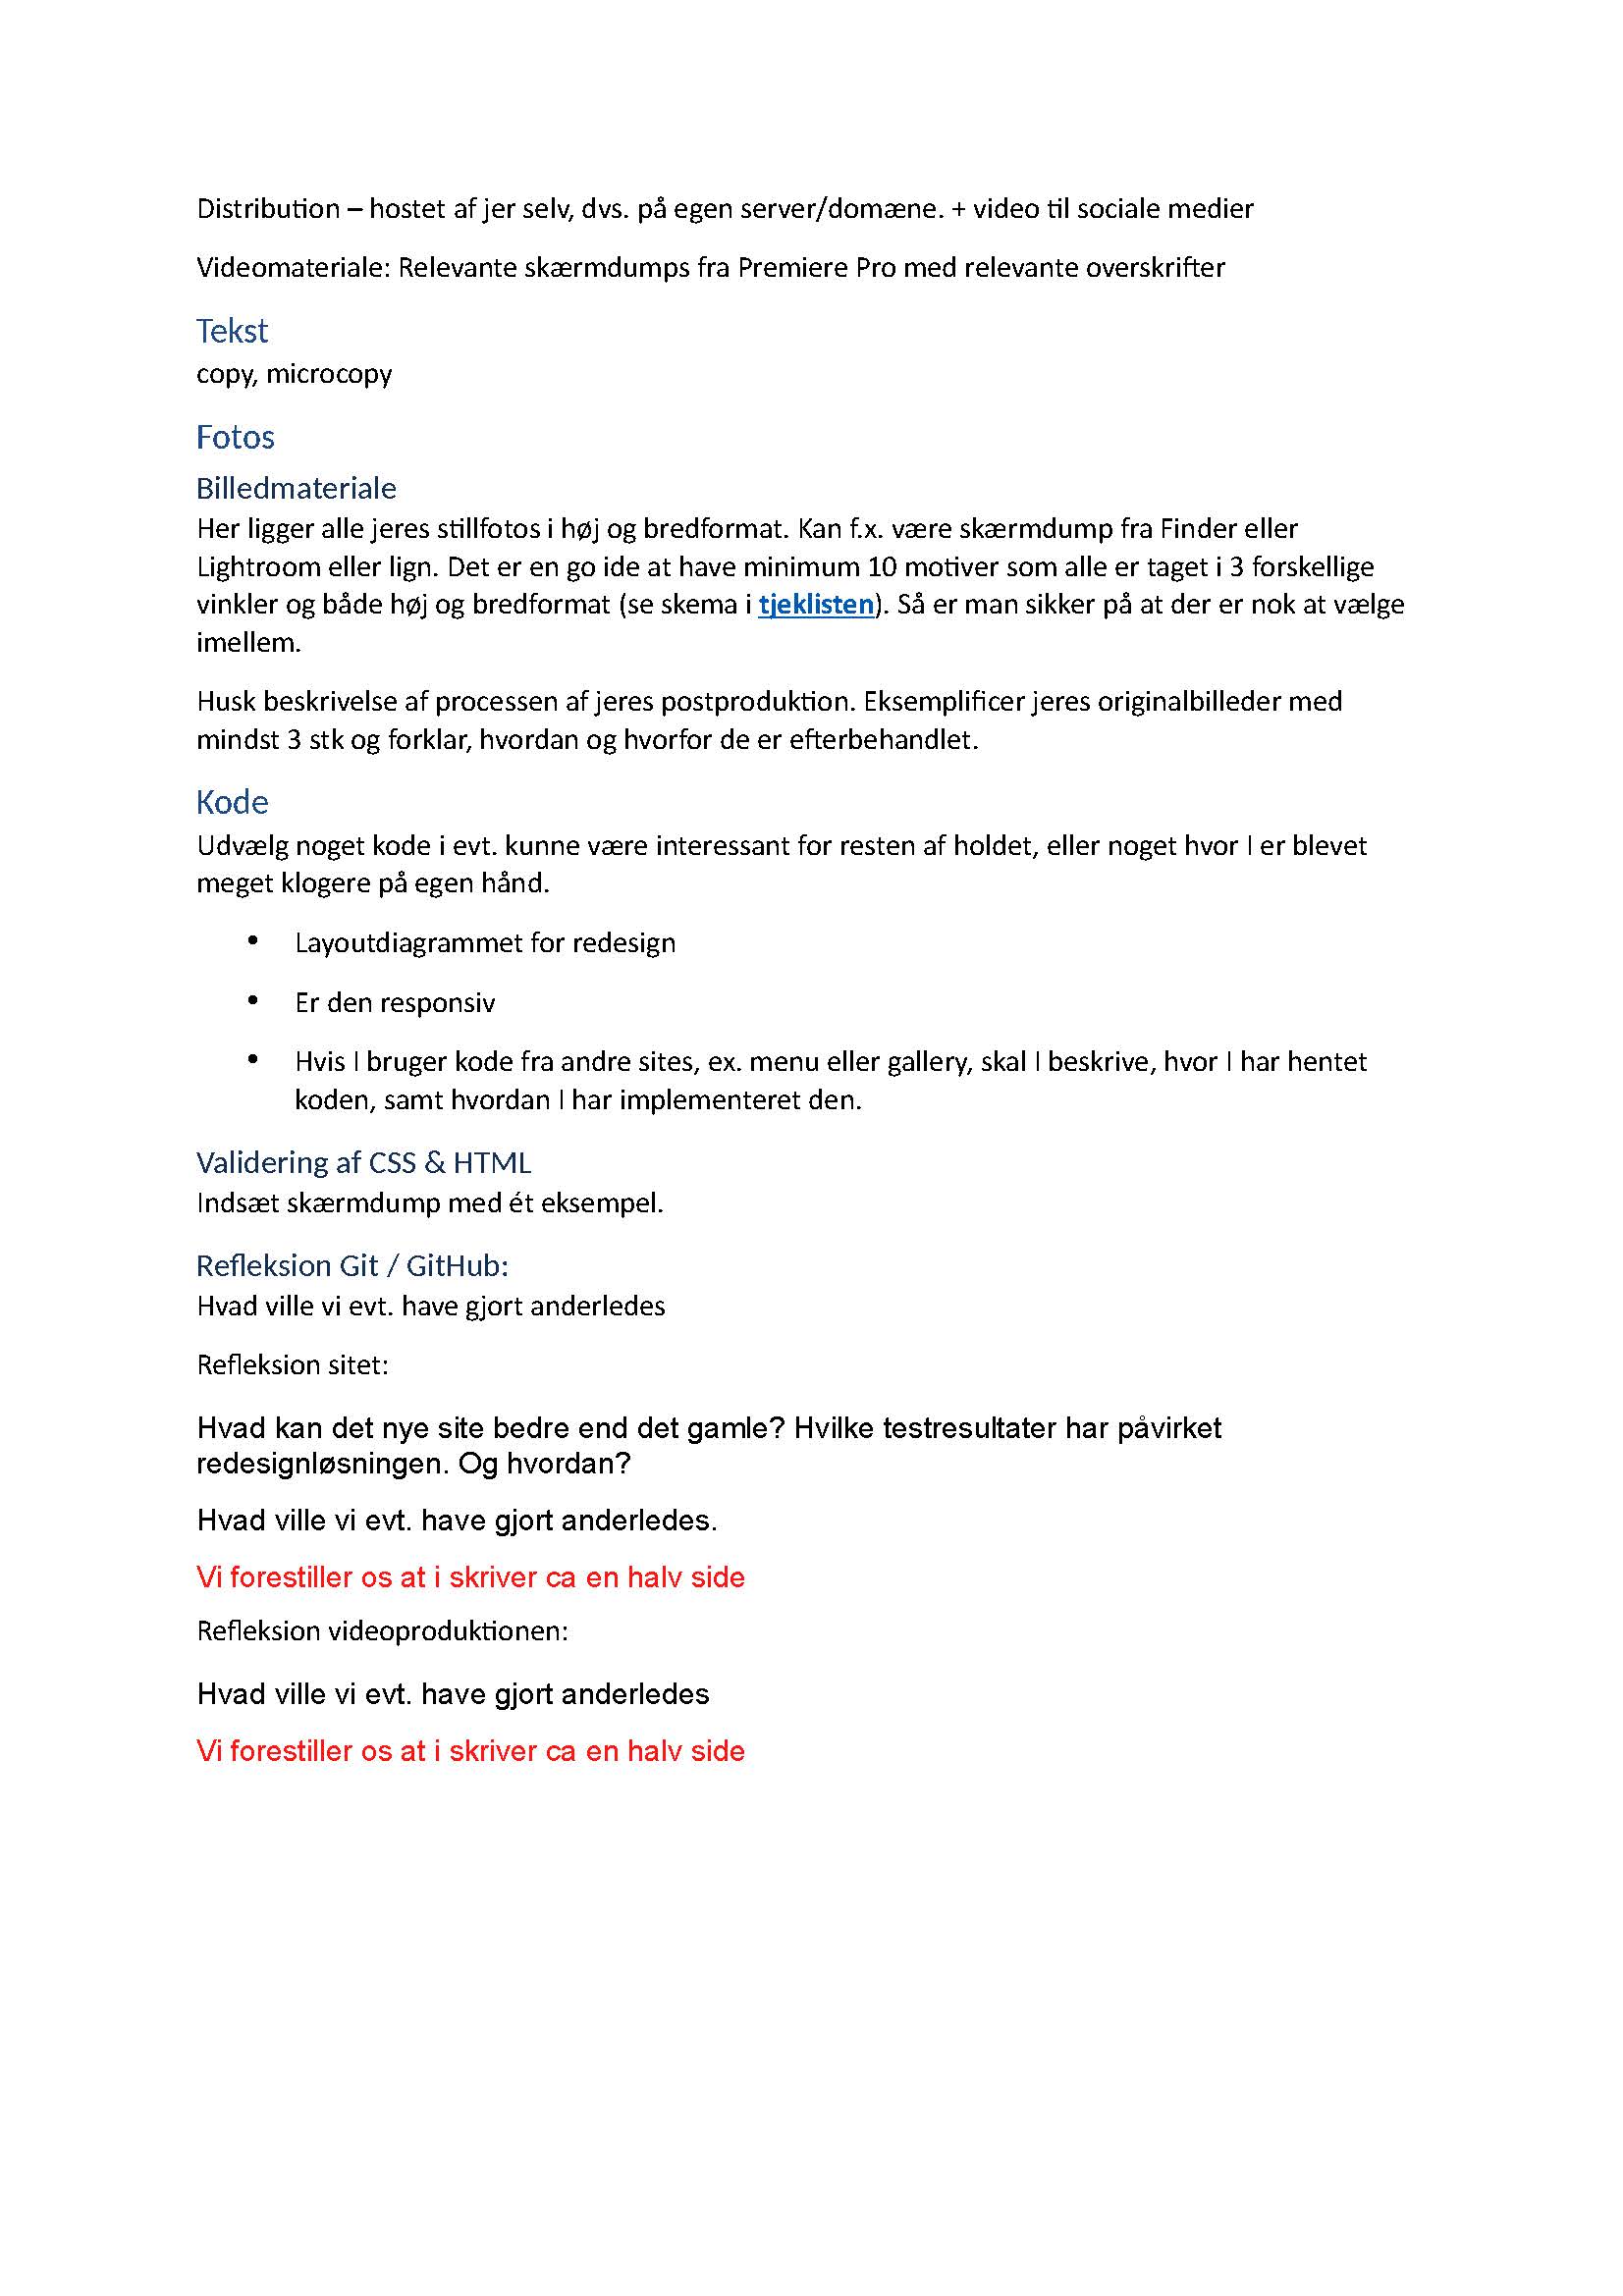 Distribution – hostet af jer selv, dvs. på egen server/domæne. + video til sociale medier
Videomateriale: Relevante skærmdumps fra Premiere Pro med relevante overskrifter
Tekst
copy, microcopy
Fotos
Billedmateriale
Her ligger alle jeres stillfotos i høj og bredformat. Kan f.x. være skærmdump fra Finder eller
Lightroom eller lign. Det er en go ide at have minimum 10 motiver som alle er taget i 3 forskellige
vinkler og både høj og bredformat (se skema i tjeklisten). Så er man sikker på at der er nok at vælge
imellem.
Husk beskrivelse af processen af jeres postproduktion. Eksemplificer jeres originalbilleder med
mindst 3 stk og forklar, hvordan og hvorfor de er efterbehandlet.
Kode
Udvælg noget kode i evt. kunne være interessant for resten af holdet, eller noget hvor I er blevet
meget klogere på egen hånd.
• Layoutdiagrammet for redesign
• Er den responsiv
• Hvis I bruger kode fra andre sites, ex. menu eller gallery, skal I beskrive, hvor I har hentet
koden, samt hvordan I har implementeret den.
Validering af CSS & HTML
Indsæt skærmdump med ét eksempel.
Refleksion Git / GitHub:
Hvad ville vi evt. have gjort anderledes
Refleksion sitet:
Hvad kan det nye site bedre end det gamle? Hvilke testresultater har påvirket
redesignløsningen. Og hvordan?
Hvad ville vi evt. have gjort anderledes.
Vi forestiller os at i skriver ca en halv side
Refleksion videoproduktionen:
Hvad ville vi evt. have gjort anderledes
Vi forestiller os at i skriver ca en halv side